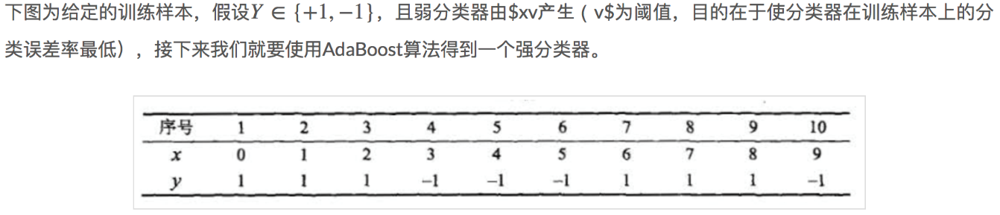 下图为给定的训练样本，假设Y ∈ {+1, −1}，且弱分类器由$xv产生 ( v$为阈值，目的在于使分类器在训练样本上的分
类误差率最低），接下来我们就要使用AdaBoost算法得到一个强分类器。
序号 1 2 3 4 5 6 7 8 9 10
x 0 1 2 3 4 5 6 7 8 9
y 1 1 1 −1 −1 −1 1 1 1 −1